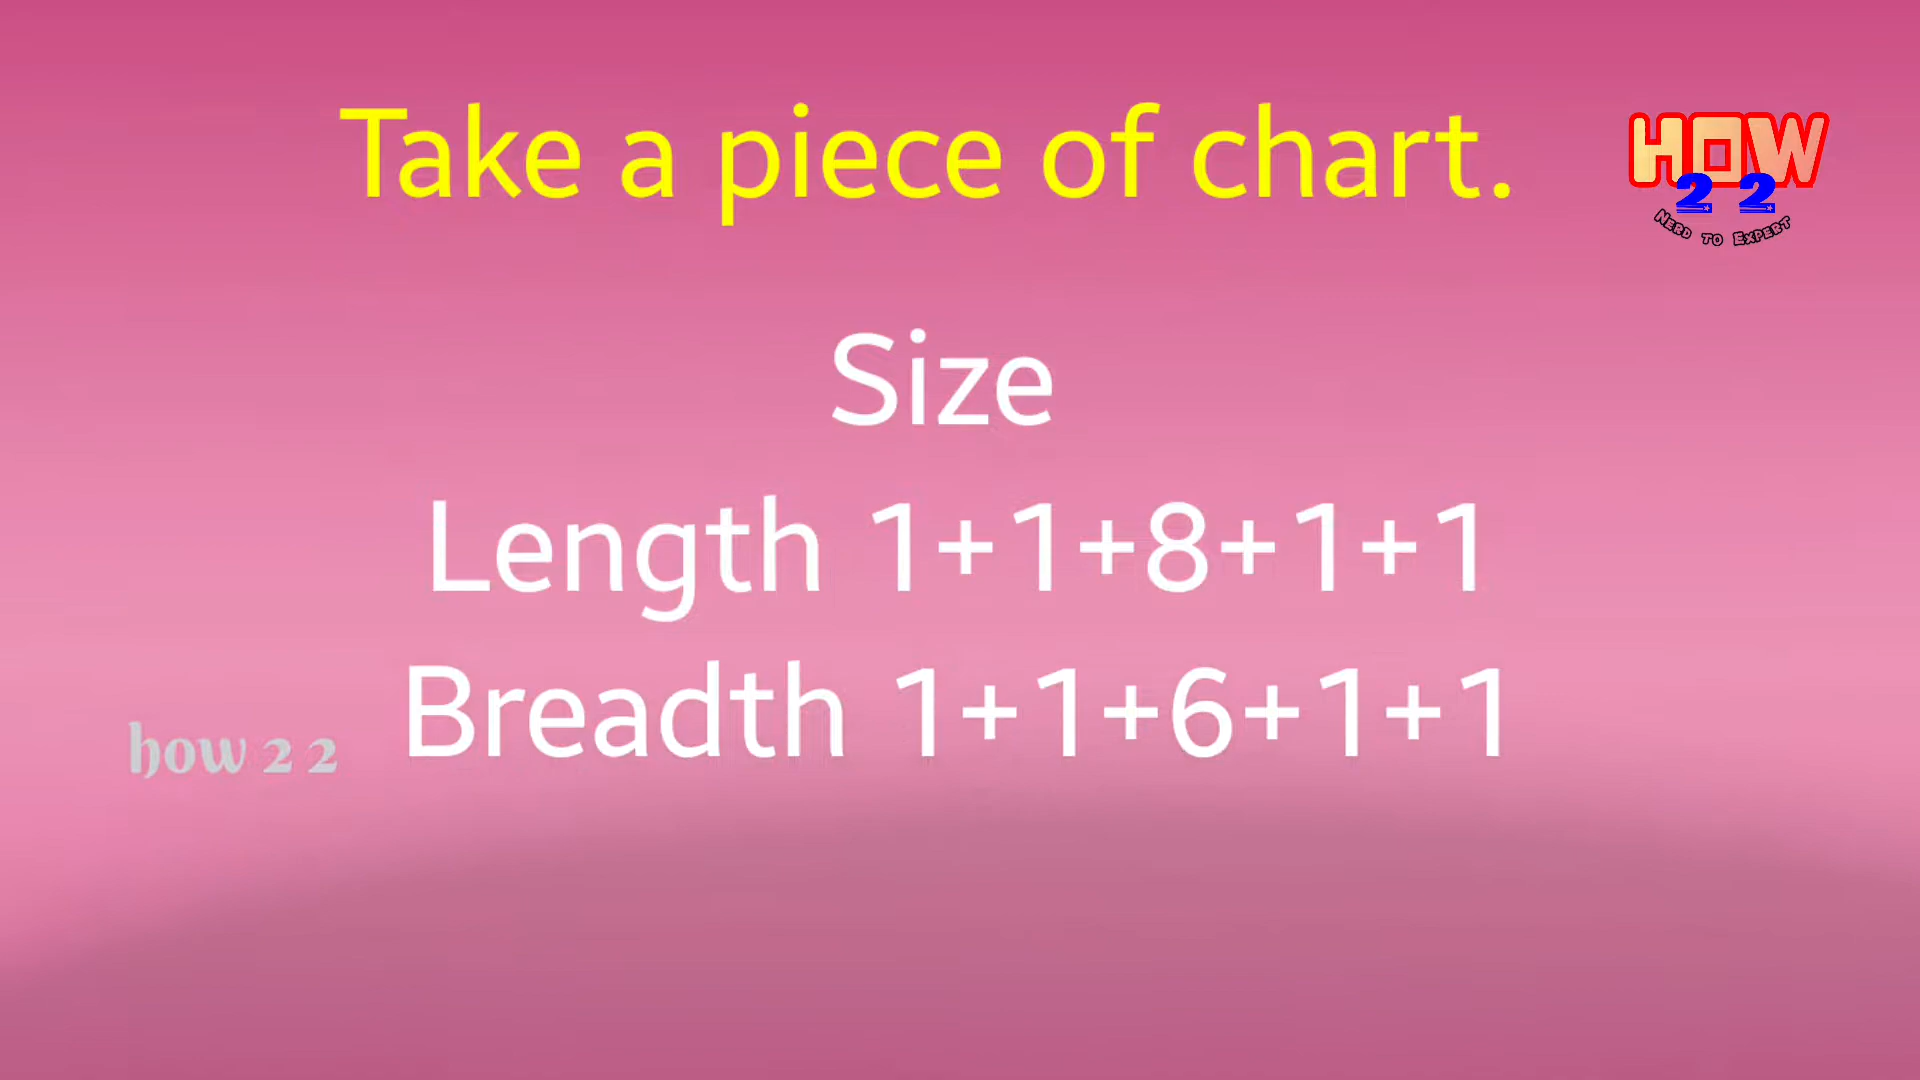 Take a piece of chart.
HOW
2 2
Nerd to Expert
Size
Length 1+1+8+1+1
Breadth 1+1+6+1+1
how 2 2